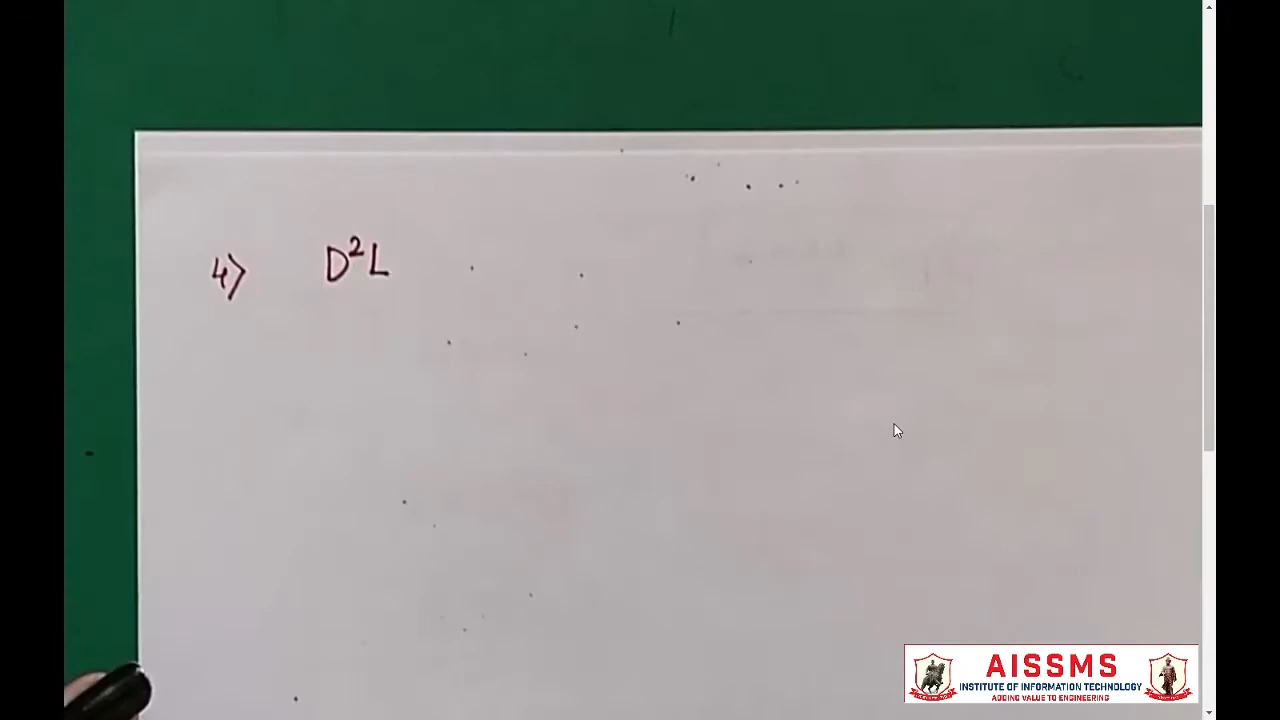 4) D²L
AISSMS
INSTITUTE OF INFORMATION TECHNOLOGY
ADDING VALUE TO ENGINEERING